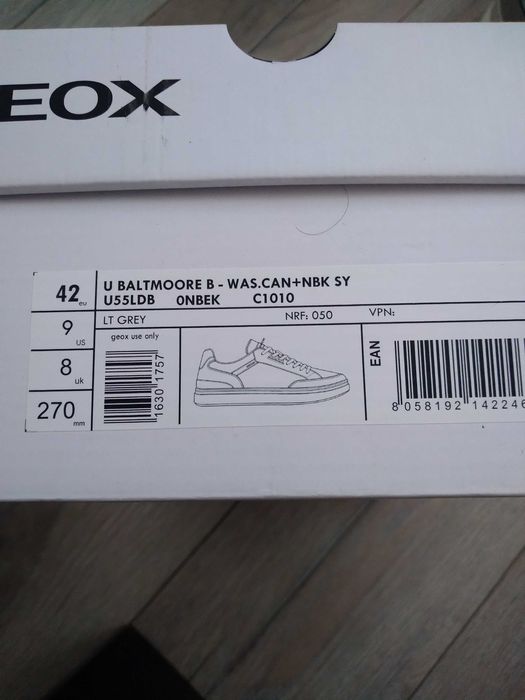 EOX
42 eu
9 US
8 uk
270 mm
U BALTMOORE B - WAS.CAN+NBK SY
U55LDB 0NBEK C1010
LT GREY NRF: 050 VPN:
geox use only
1630 1757
EAN
8 058192 142246